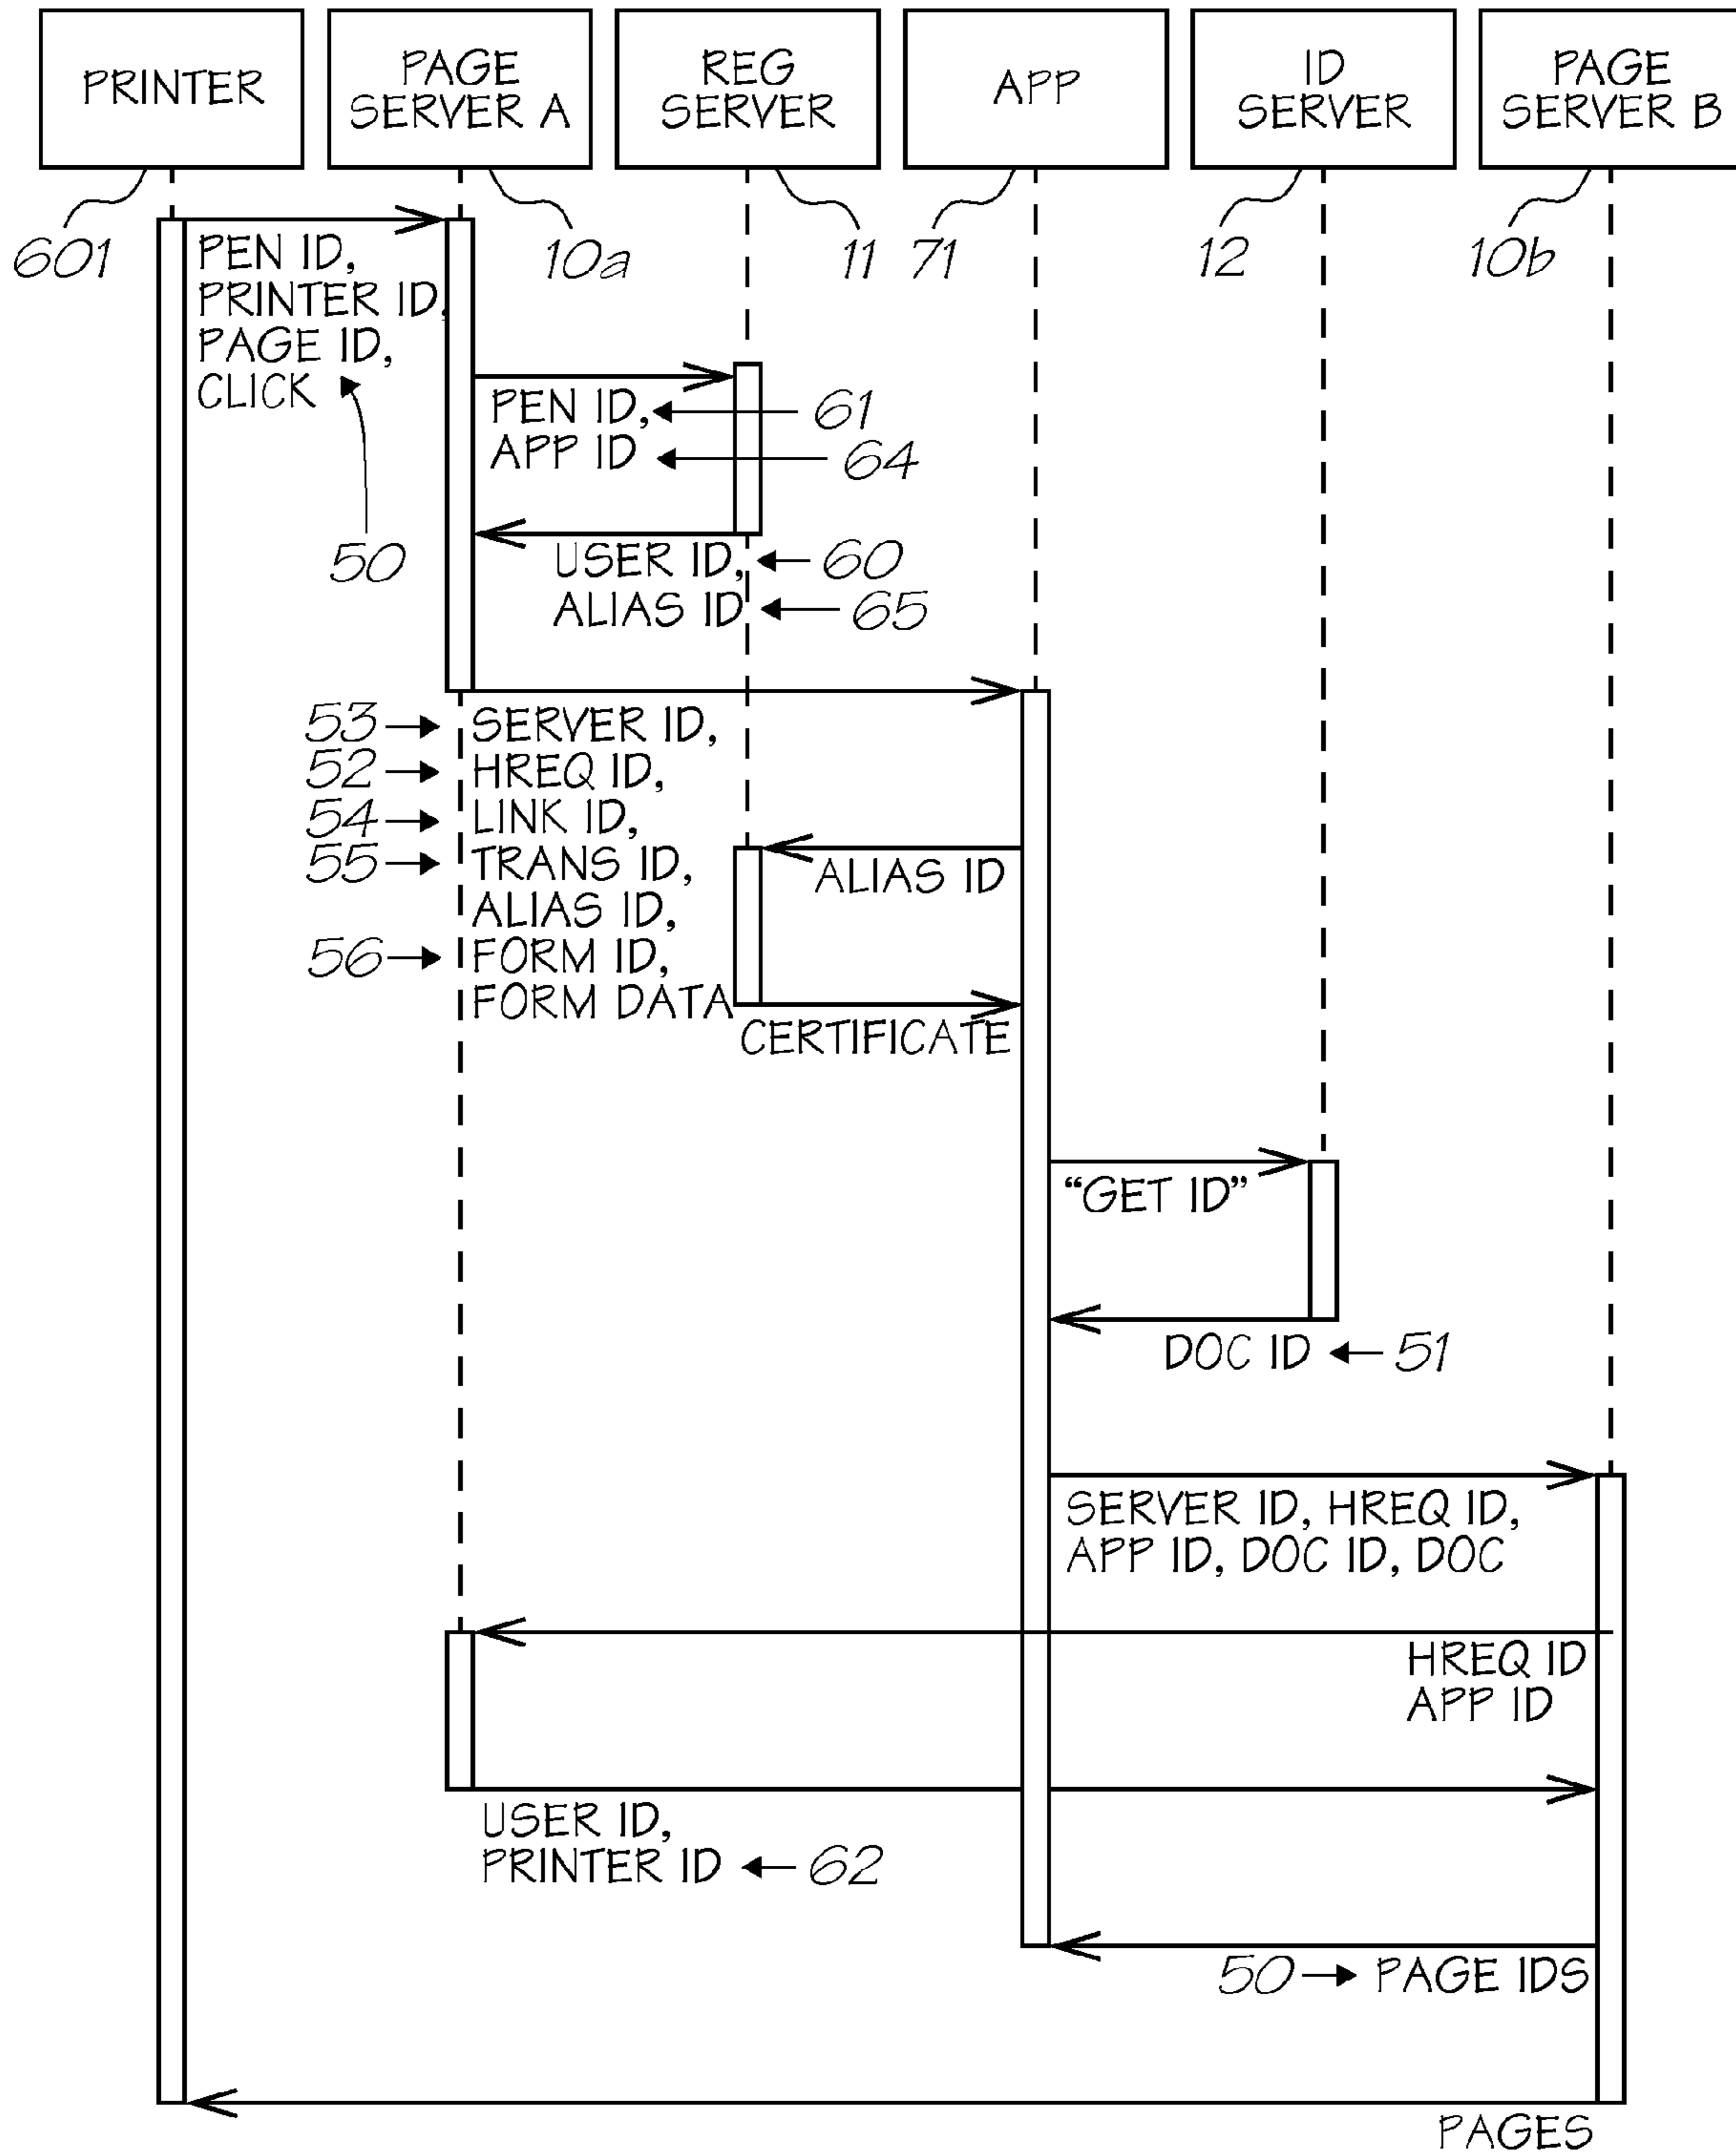 PRINTER
PAGE
SERVER A
REG
SERVER
APP
ID
SERVER
PAGE
SERVER B
601
10a
11
71
12
10b
PEN ID,
PRINTER ID,
PAGE ID,
CLICK
50
PEN ID, 61
APP ID 64
USER ID, 60
ALIAS ID 65
53 SERVER ID,
52 HREQ ID,
54 LINK ID,
55 TRANS ID,
ALIAS ID,
56 FORM ID,
FORM DATA
ALIAS ID
CERTIFICATE
“GET ID”
DOC ID 51
SERVER ID, HREQ ID,
APP ID, DOC ID, DOC
HREQ ID
APP ID
USER ID,
PRINTER ID 62
50 PAGE IDS
PAGES